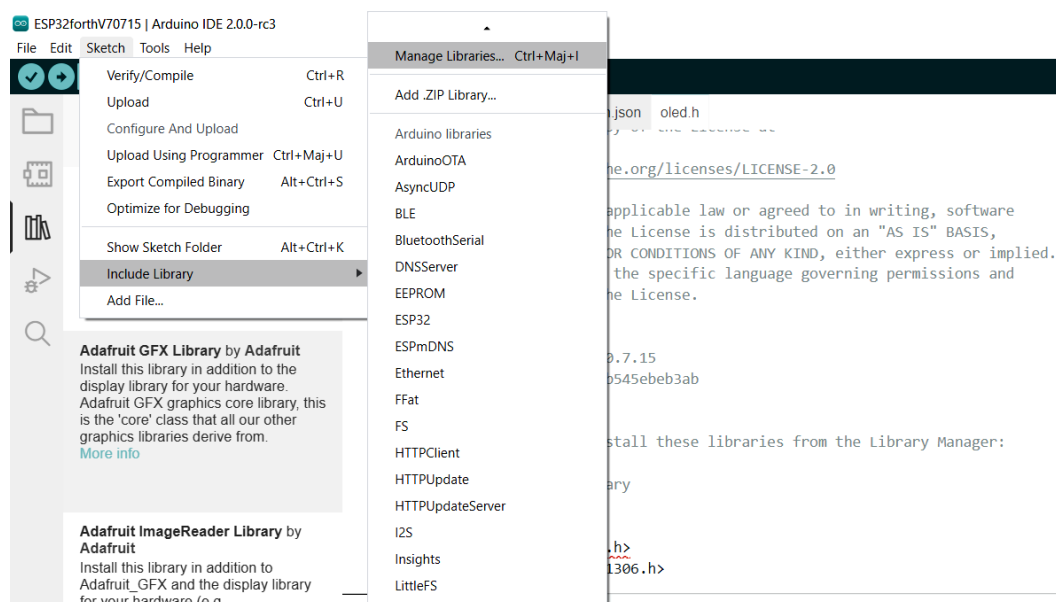 ESP32forthV70715 | Arduino IDE 2.0.0-rc3
File Edit Sketch Tools Help
Verify/Compile Ctrl+R
Upload Ctrl+U
Configure And Upload
Upload Using Programmer Ctrl+Maj+U
Export Compiled Binary Alt+Ctrl+S
Optimize for Debugging
Show Sketch Folder Alt+Ctrl+K
Include Library
Add File...
Manage Libraries... Ctrl+Maj+I
Add .ZIP Library...
Arduino libraries
ArduinoOTA
AsyncUDP
BLE
BluetoothSerial
DNSServer
EEPROM
ESP32
ESPmDNS
Ethernet
FFat
FS
HTTPClient
HTTPUpdate
HTTPUpdateServer
I2S
Insights
LittleFS
Adafruit GFX Library by Adafruit
Install this library in addition to the
display library for your hardware.
Adafruit GFX graphics core library, this
is the 'core' class that all our other
graphics libraries derive from.
More info
Adafruit ImageReader Library by
Adafruit
Install this library in addition to
Adafruit_GFX and the display library
for your hardware (e.g.
.json oled.h
of the License at
ne.org/licenses/LICENSE-2.0
applicable law or agreed to in writing, software
he License is distributed on an "AS IS" BASIS,
OR CONDITIONS OF ANY KIND, either express or implied.
the specific language governing permissions and
he License.
0.7.15
b545ebeb3ab
stall these libraries from the Library Manager:
ary
.h>
1306.h>